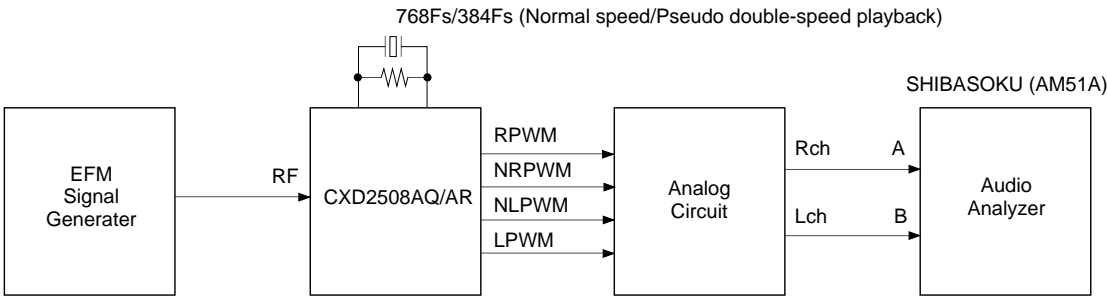 768Fs/384Fs (Normal speed/Pseudo double-speed playback)
SHIBASOKU (AM51A)
EFM
Signal
Generater
RF
CXD2508AQ/AR
RPWM
NRPWM
NLPWM
LPWM
Analog
Circuit
Rch A
Lch B
Audio
Analyzer